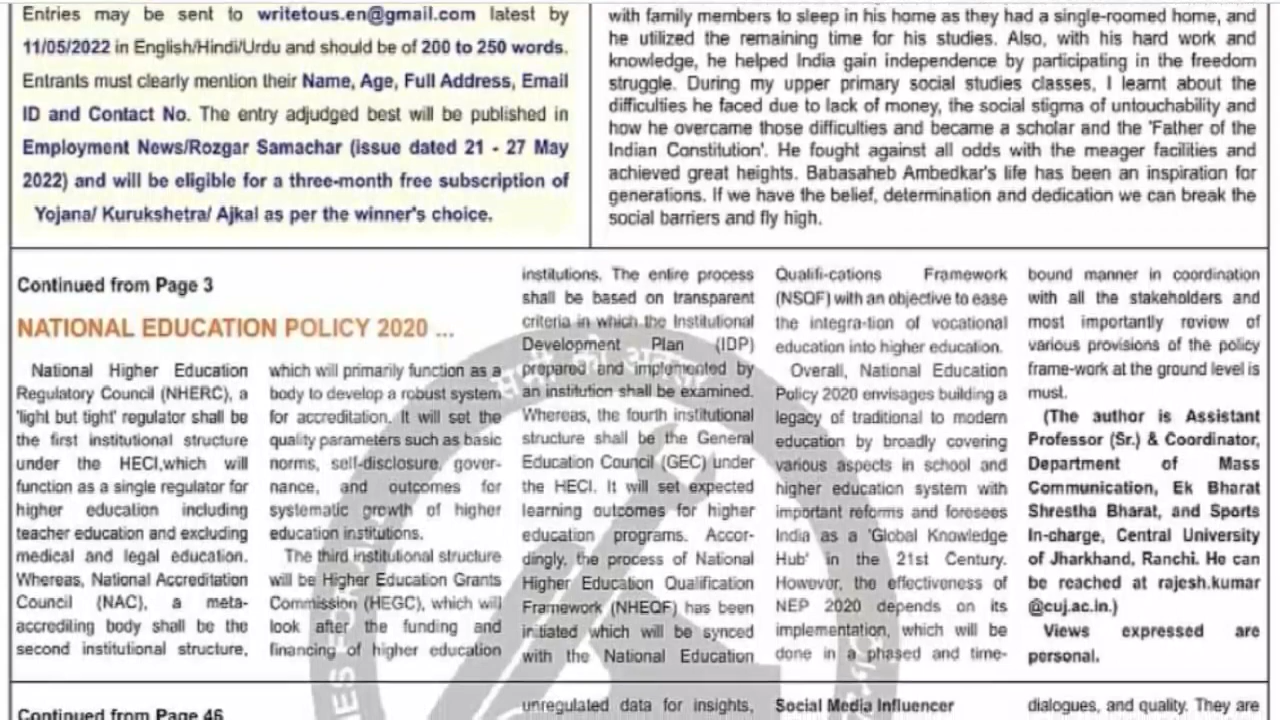 Entries may be sent to writetous.en@gmail.com latest by
11/05/2022 in English/Hindi/Urdu and should be of 200 to 250 words.
Entrants must clearly mention their Name, Age, Full Address, Email
ID and Contact No. The entry adjudged best will be published in
Employment News/Rozgar Samachar (issue dated 21 - 27 May
2022) and will be eligible for a three-month free subscription of
Yojana/ Kurukshetra/ Ajkal as per the winner's choice.
with family members to sleep in his home as they had a single-roomed home, and
he utilized the remaining time for his studies. Also, with his hard work and
knowledge, he helped India gain independence by participating in the freedom
struggle. During my upper primary social studies classes, I learnt about the
difficulties he faced due to lack of money, the social stigma of untouchability and
how he overcame those difficulties and became a scholar and the 'Father of the
Indian Constitution'. He fought against all odds with the meager facilities and
achieved great heights. Babasaheb Ambedkar's life has been an inspiration for
generations. If we have the belief, determination and dedication we can break the
social barriers and fly high.
Continued from Page 3
NATIONAL EDUCATION POLICY 2020 ...
National Higher Education
Regulatory Council (NHERC), a
'light but tight' regulator shall be
the first institutional structure
under the HECI,which will
function as a single regulator for
higher education including
teacher education and excluding
medical and legal education.
Whereas, National Accreditation
Council (NAC), a meta-
accrediling body shall be the
second institutional structure,
which will primarily function as a
body to develop a robust system
for accreditation. It will set the
quality parameters such as basic
norms, self-disclosure, gover-
nance, and outcomes for
systematic growth of higher
education institutions.
The third institutional structure
will be Higher Education Grants
Commission (HEGC), which will
look after the funding and
financing of higher education
institutions. The entire process
shall be based on transparent
criteria in which the Institutional
Development Plan (IDP)
prepared and implemented by
an institution shall be examined.
Whereas, the fourth institutional
structure shall be the General
Education Council (GEC) under
the HECI. It will set expected
learning outcomes for higher
education programs. Accor-
dingly, the process of National
Higher Education Qualification
Framework (NHEQF) has been
initiated which will be synced
with the National Education
Qualifi-cations Framework
(NSQF) with an objective to ease
the integra-tion of vocational
education into higher education.
Overall, National Education
Policy 2020 envisages building a
legacy of traditional to modern
education by broadly covering
various aspects in school and
higher education system with
important reforms and foresees
India as a 'Global Knowledge
Hub' in the 21st Century.
However, the effectiveness of
NEP 2020 depends on its
implementation, which will be
done in a phased and time-
bound manner in coordination
with all the stakeholders and
most importantly review of
various provisions of the policy
frame-work at the ground level is
must.
(The author is Assistant
Professor (Sr.) & Coordinator,
Department of Mass
Communication, Ek Bharat
Shrestha Bharat, and Sports
In-charge, Central University
of Jharkhand, Ranchi. He can
be reached at rajesh.kumar
@cuj.ac.in.)
Views expressed are
personal.
Continued from Page 46
unregulated data for insights,
Social Media Influencer
dialogues, and quality. They are